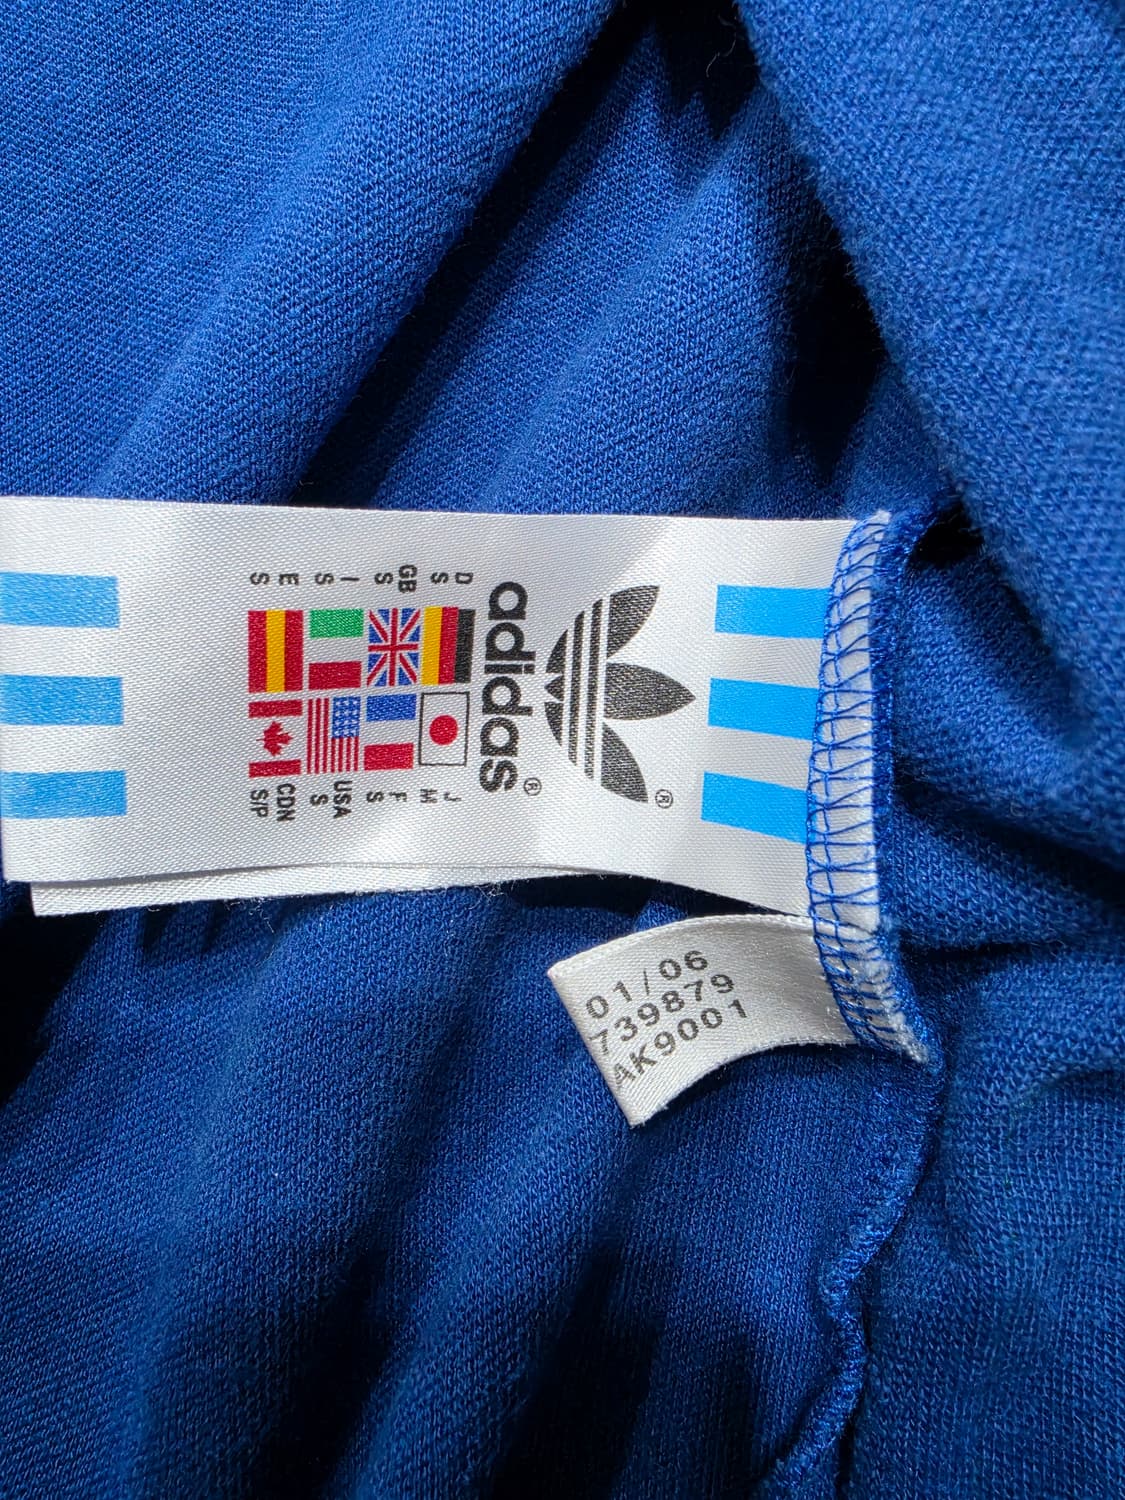 ®
adidas®
D J
S M
GB F
S S
I USA
S S
E CDN
S S/P
01/06
739879
AK9001